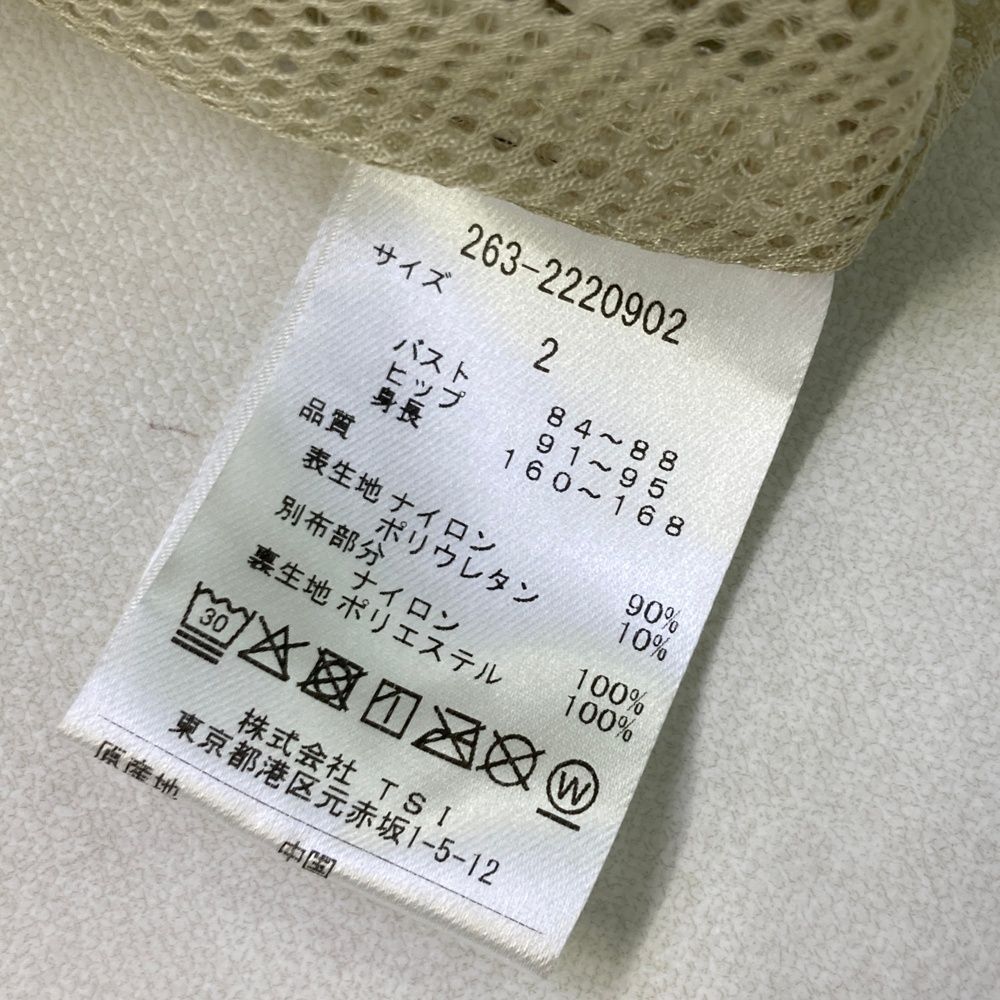 263-2220902
サイズ
2
バスト 84～88
ヒップ 91～95
身長 160～168
品質
表生地 ナイロン 90%
ポリウレタン 10%
別布部分
ナイロン 100%
裏生地 ポリエステル 100%
30
W
株式会社 TSI
東京都港区元赤坂1-5-12
原産地
中国